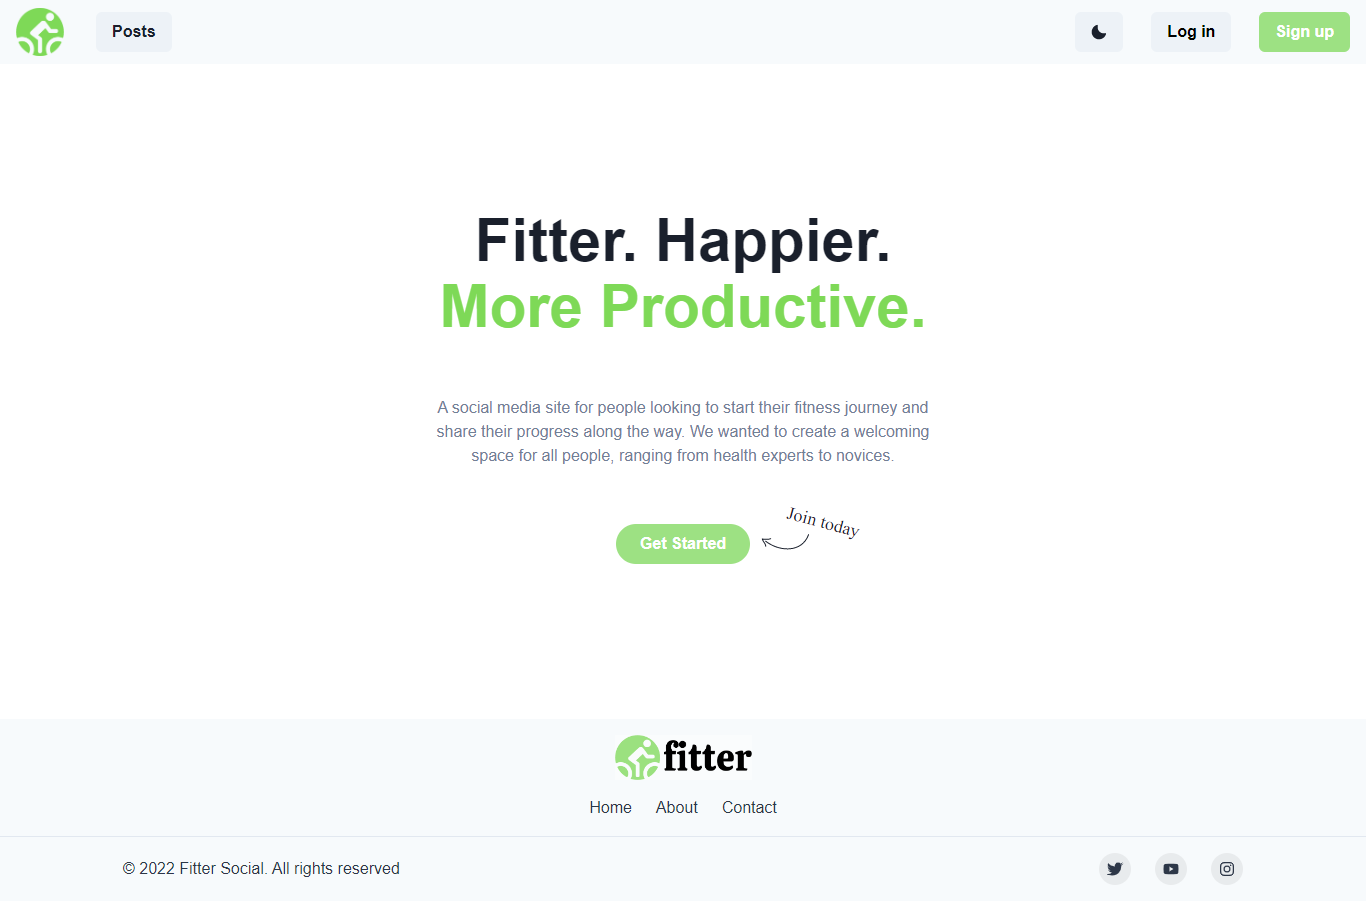 Posts
Log in
Sign up
Fitter. Happier.
More Productive.
A social media site for people looking to start their fitness journey and
share their progress along the way. We wanted to create a welcoming
space for all people, ranging from health experts to novices.
Join today
Get Started
fitter
Home About Contact
© 2022 Fitter Social. All rights reserved